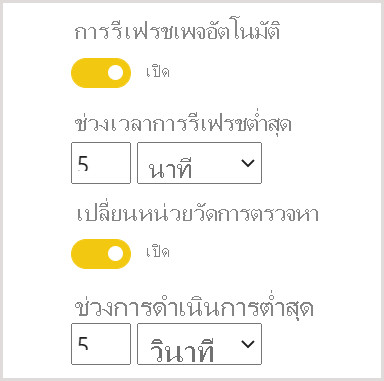 การรีเฟรชเพจอัตโนมัติ
เปิด
ช่วงเวลาการรีเฟรชต่ำสุด
5 นาที
เปลี่ยนหน่วยวัดการตรวจหา
เปิด
ช่วงการดำเนินการต่ำสุด
5 วินาที